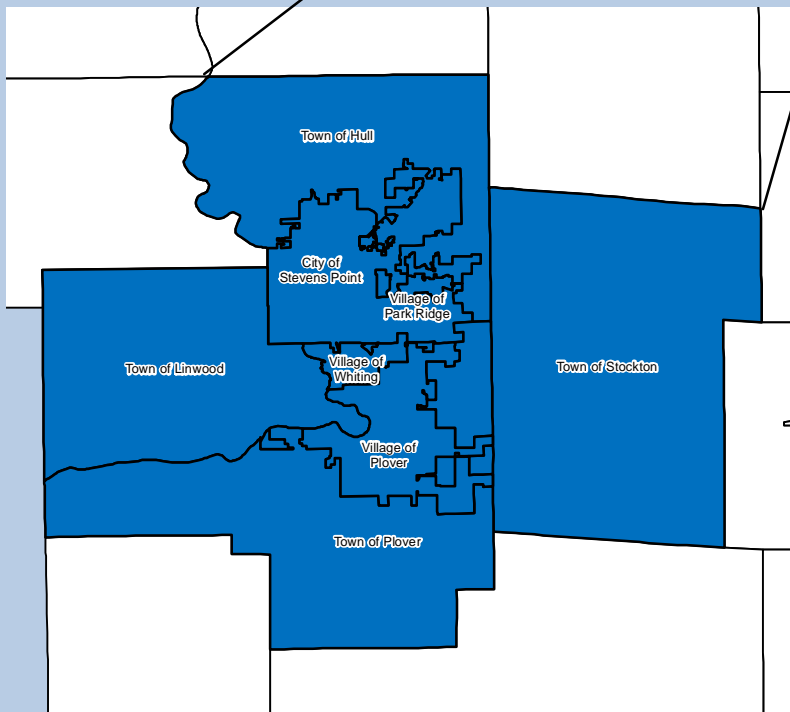 Town of Hull
City of
Stevens Point
Village of
Park Ridge
Town of Linwood
Village of
Whiting
Town of Stockton
Village of
Plover
Town of Plover